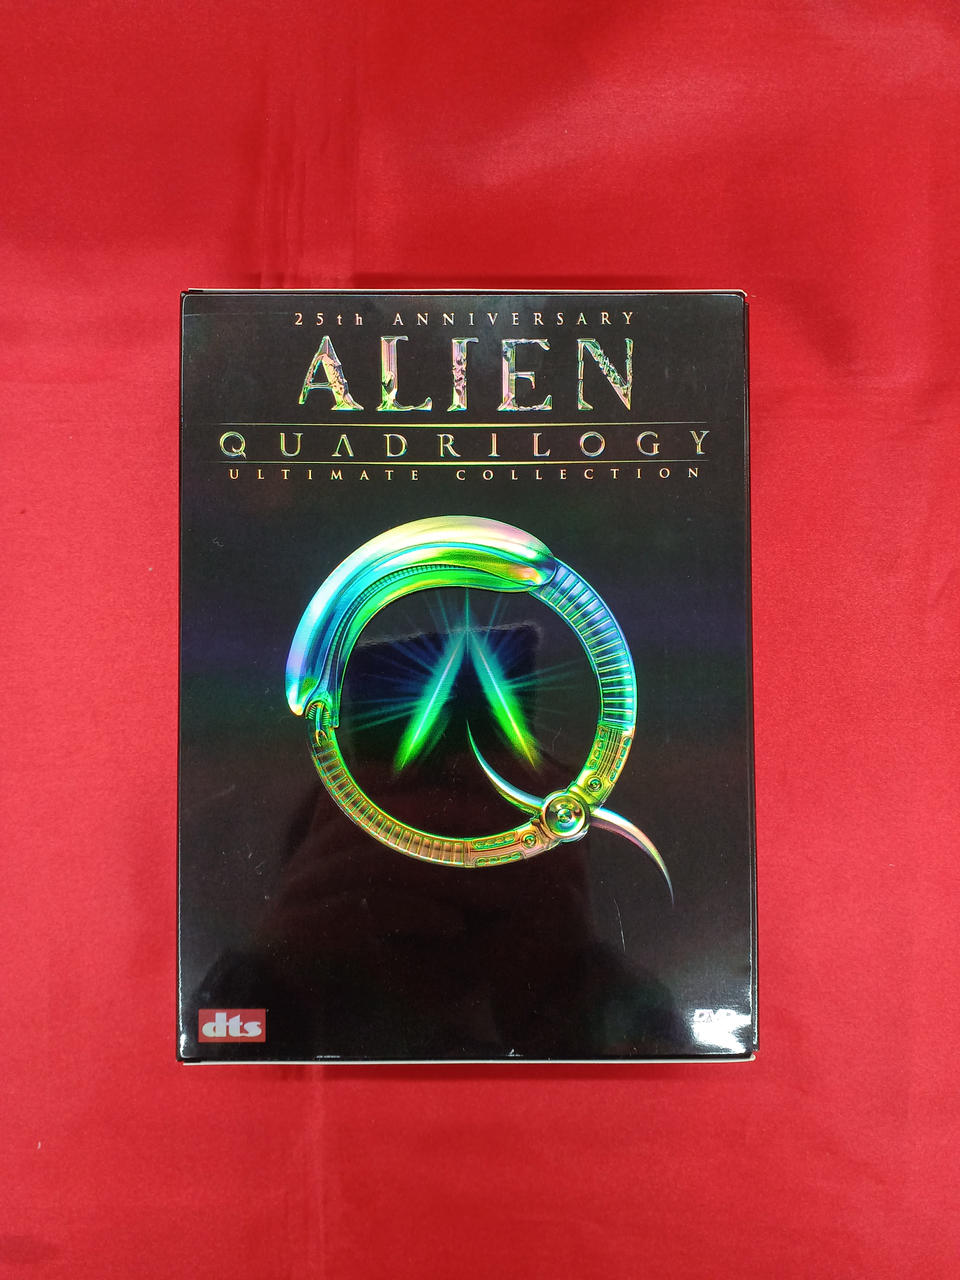 25th ANNIVERSARY
ALIEN
QUADRILOGY
ULTIMATE COLLECTION
dts
DVD